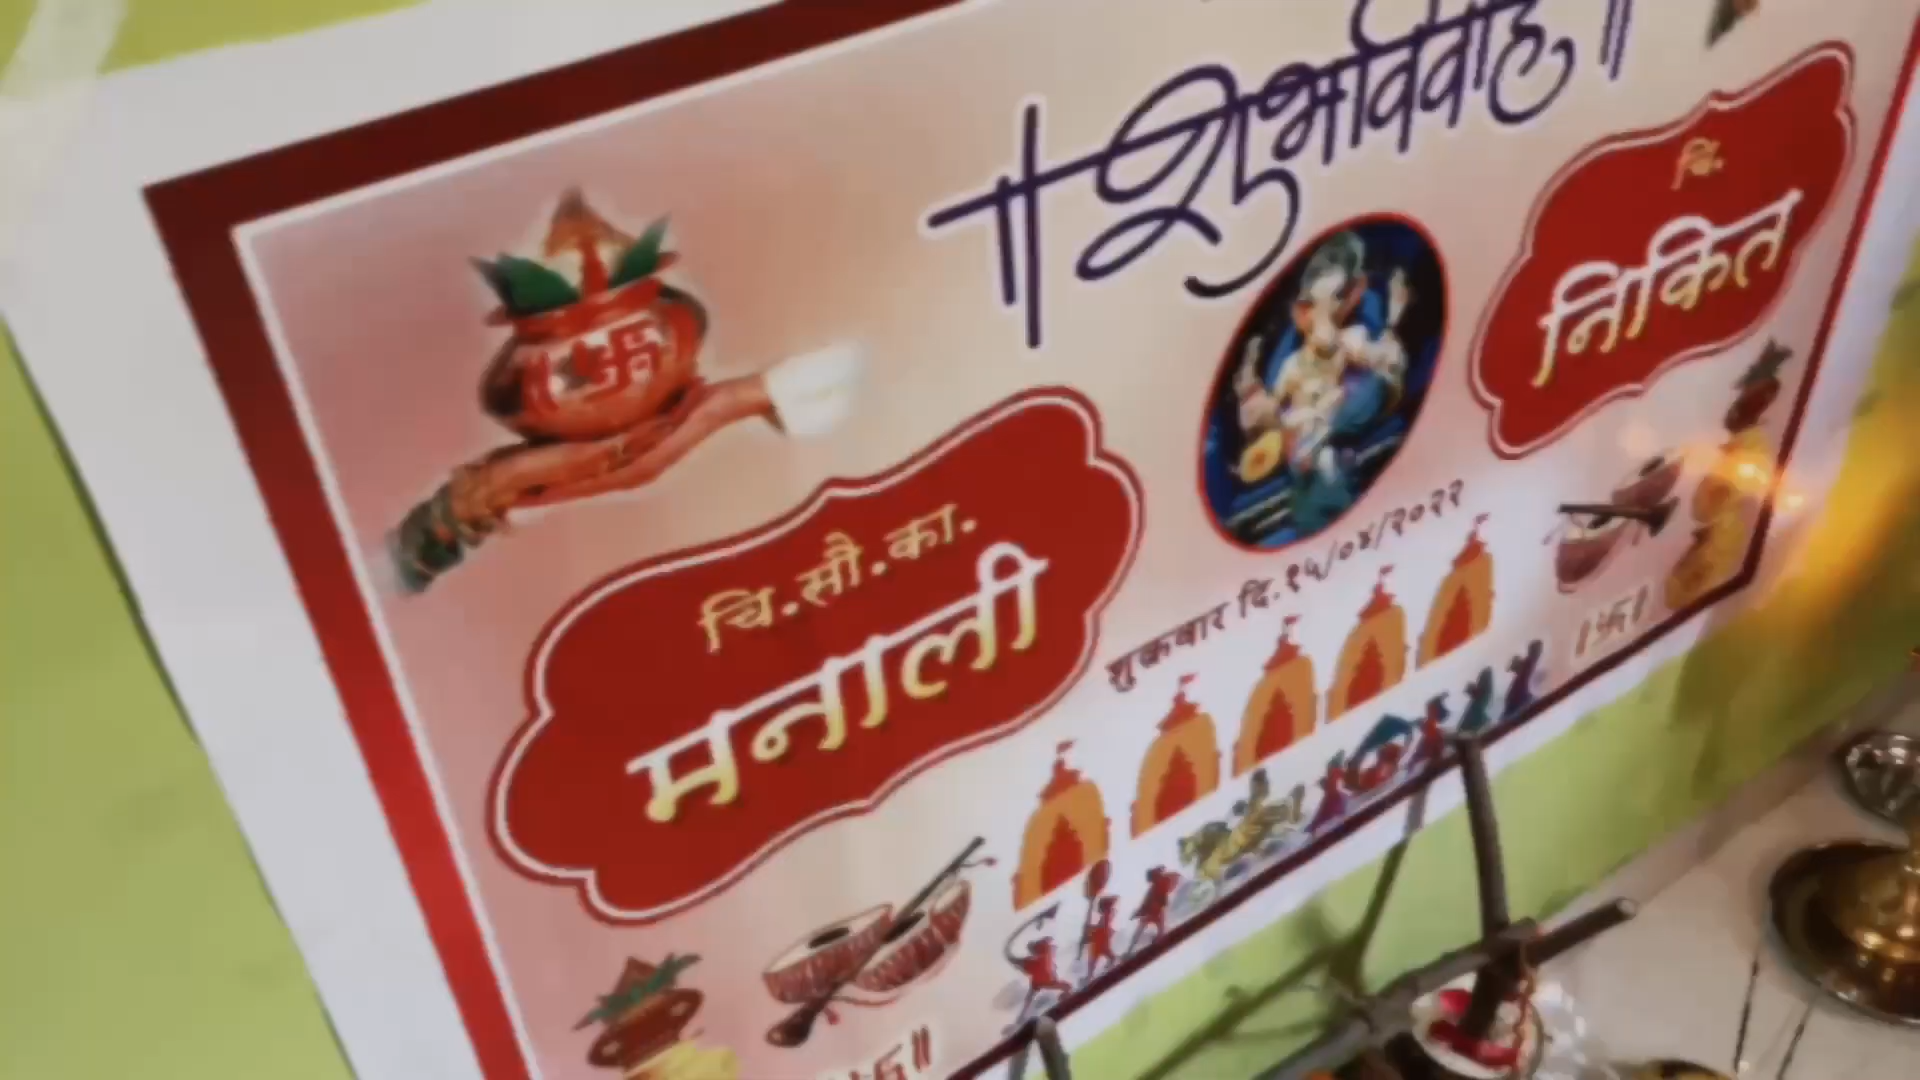 ॥ शुभविवाह ॥
चि.सौ.का.
मनाली
चि.
निकित
शुक्रवार दि.१५/०४/२०२२